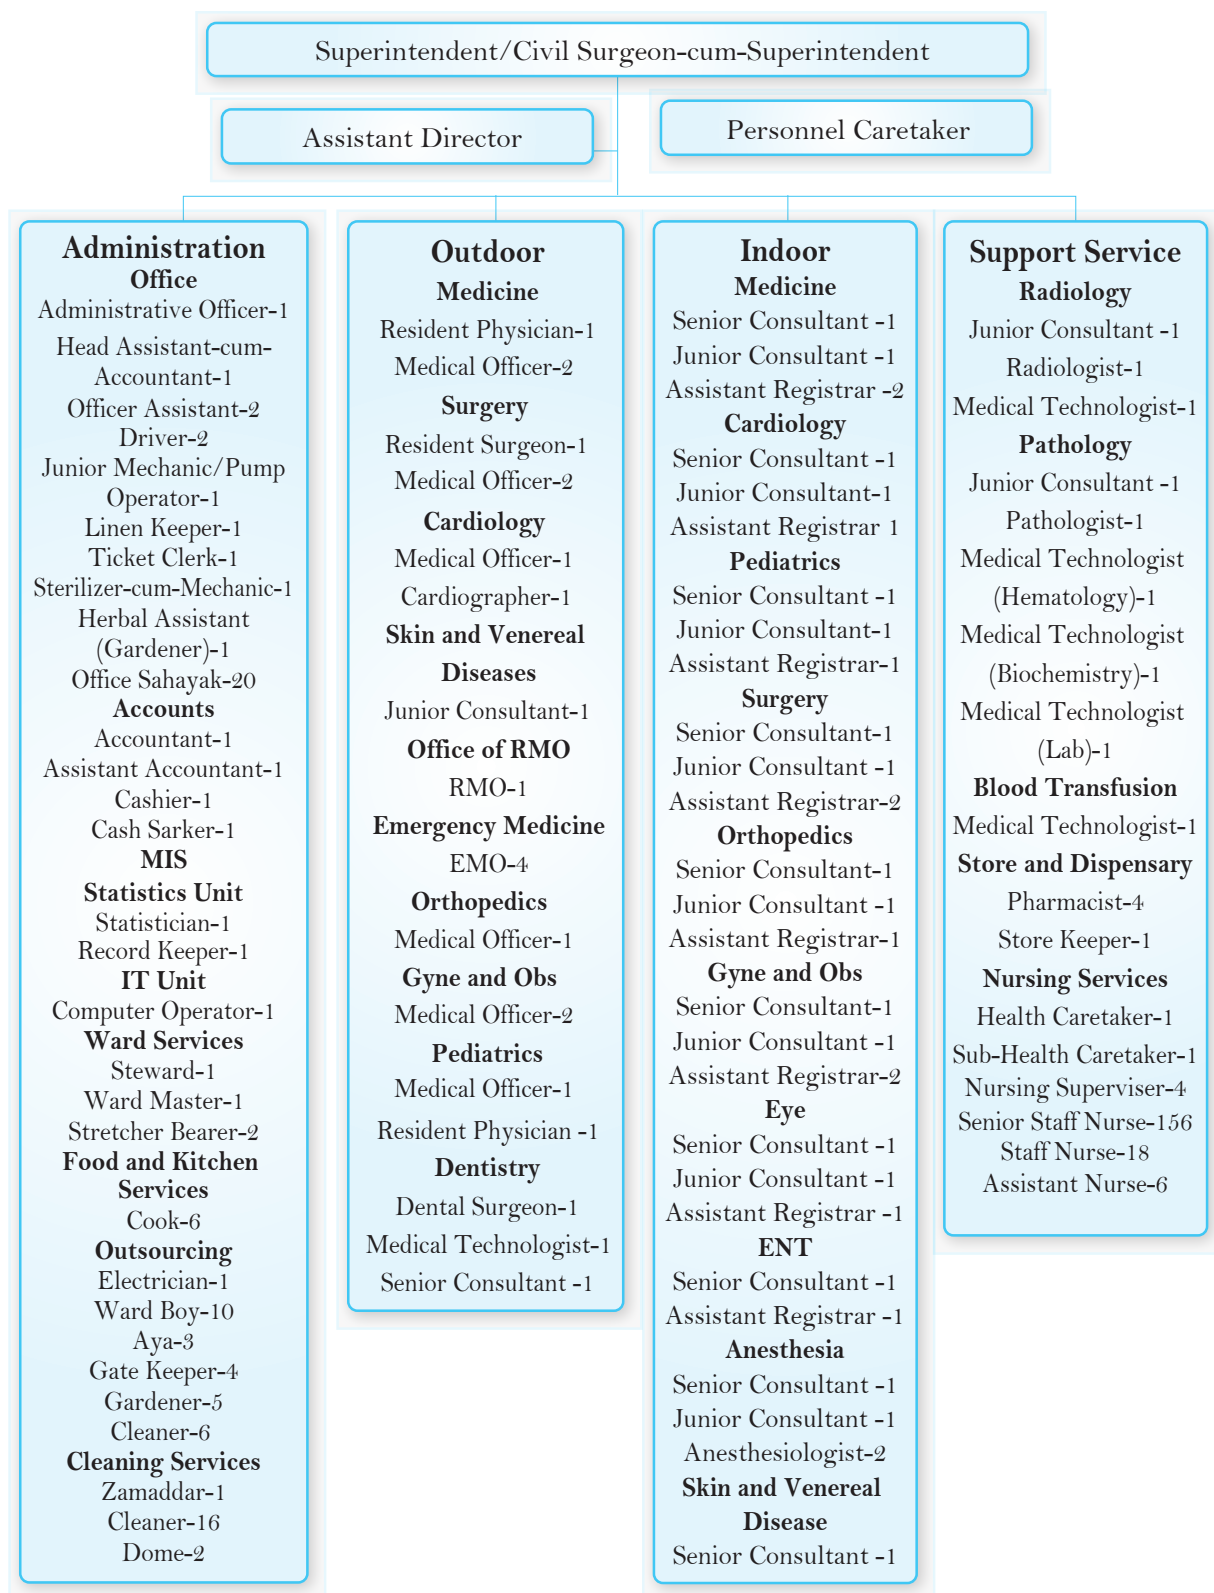 Superintendent/Civil Surgeon-cum-Superintendent
Assistant Director
Personnel Caretaker
Administration
Office
Administrative Officer-1
Head Assistant-cum-
Accountant-1
Officer Assistant-2
Driver-2
Junior Mechanic/Pump
Operator-1
Linen Keeper-1
Ticket Clerk-1
Sterilizer-cum-Mechanic-1
Herbal Assistant
(Gardener)-1
Office Sahayak-20
Accounts
Accountant-1
Assistant Accountant-1
Cashier-1
Cash Sarker-1
MIS
Statistics Unit
Statistician-1
Record Keeper-1
IT Unit
Computer Operator-1
Ward Services
Steward-1
Ward Master-1
Stretcher Bearer-2
Food and Kitchen
Services
Cook-6
Outsourcing
Electrician-1
Ward Boy-10
Aya-3
Gate Keeper-4
Gardener-5
Cleaner-6
Cleaning Services
Zamaddar-1
Cleaner-16
Dome-2
Outdoor
Medicine
Resident Physician-1
Medical Officer-2
Surgery
Resident Surgeon-1
Medical Officer-2
Cardiology
Medical Officer-1
Cardiographer-1
Skin and Venereal
Diseases
Junior Consultant-1
Office of RMO
RMO-1
Emergency Medicine
EMO-4
Orthopedics
Medical Officer-1
Gyne and Obs
Medical Officer-2
Pediatrics
Medical Officer-1
Resident Physician -1
Dentistry
Dental Surgeon-1
Medical Technologist-1
Senior Consultant -1
Indoor
Medicine
Senior Consultant -1
Junior Consultant -1
Assistant Registrar -2
Cardiology
Senior Consultant -1
Junior Consultant-1
Assistant Registrar 1
Pediatrics
Senior Consultant -1
Junior Consultant-1
Assistant Registrar-1
Surgery
Senior Consultant-1
Junior Consultant -1
Assistant Registrar-2
Orthopedics
Senior Consultant-1
Junior Consultant -1
Assistant Registrar-1
Gyne and Obs
Senior Consultant-1
Junior Consultant -1
Assistant Registrar-2
Eye
Senior Consultant -1
Junior Consultant -1
Assistant Registrar -1
ENT
Senior Consultant -1
Assistant Registrar -1
Anesthesia
Senior Consultant -1
Junior Consultant -1
Anesthesiologist-2
Skin and Venereal
Disease
Senior Consultant -1
Support Service
Radiology
Junior Consultant -1
Radiologist-1
Medical Technologist-1
Pathology
Junior Consultant -1
Pathologist-1
Medical Technologist
(Hematology)-1
Medical Technologist
(Biochemistry)-1
Medical Technologist
(Lab)-1
Blood Transfusion
Medical Technologist-1
Store and Dispensary
Pharmacist-4
Store Keeper-1
Nursing Services
Health Caretaker-1
Sub-Health Caretaker-1
Nursing Superviser-4
Senior Staff Nurse-156
Staff Nurse-18
Assistant Nurse-6